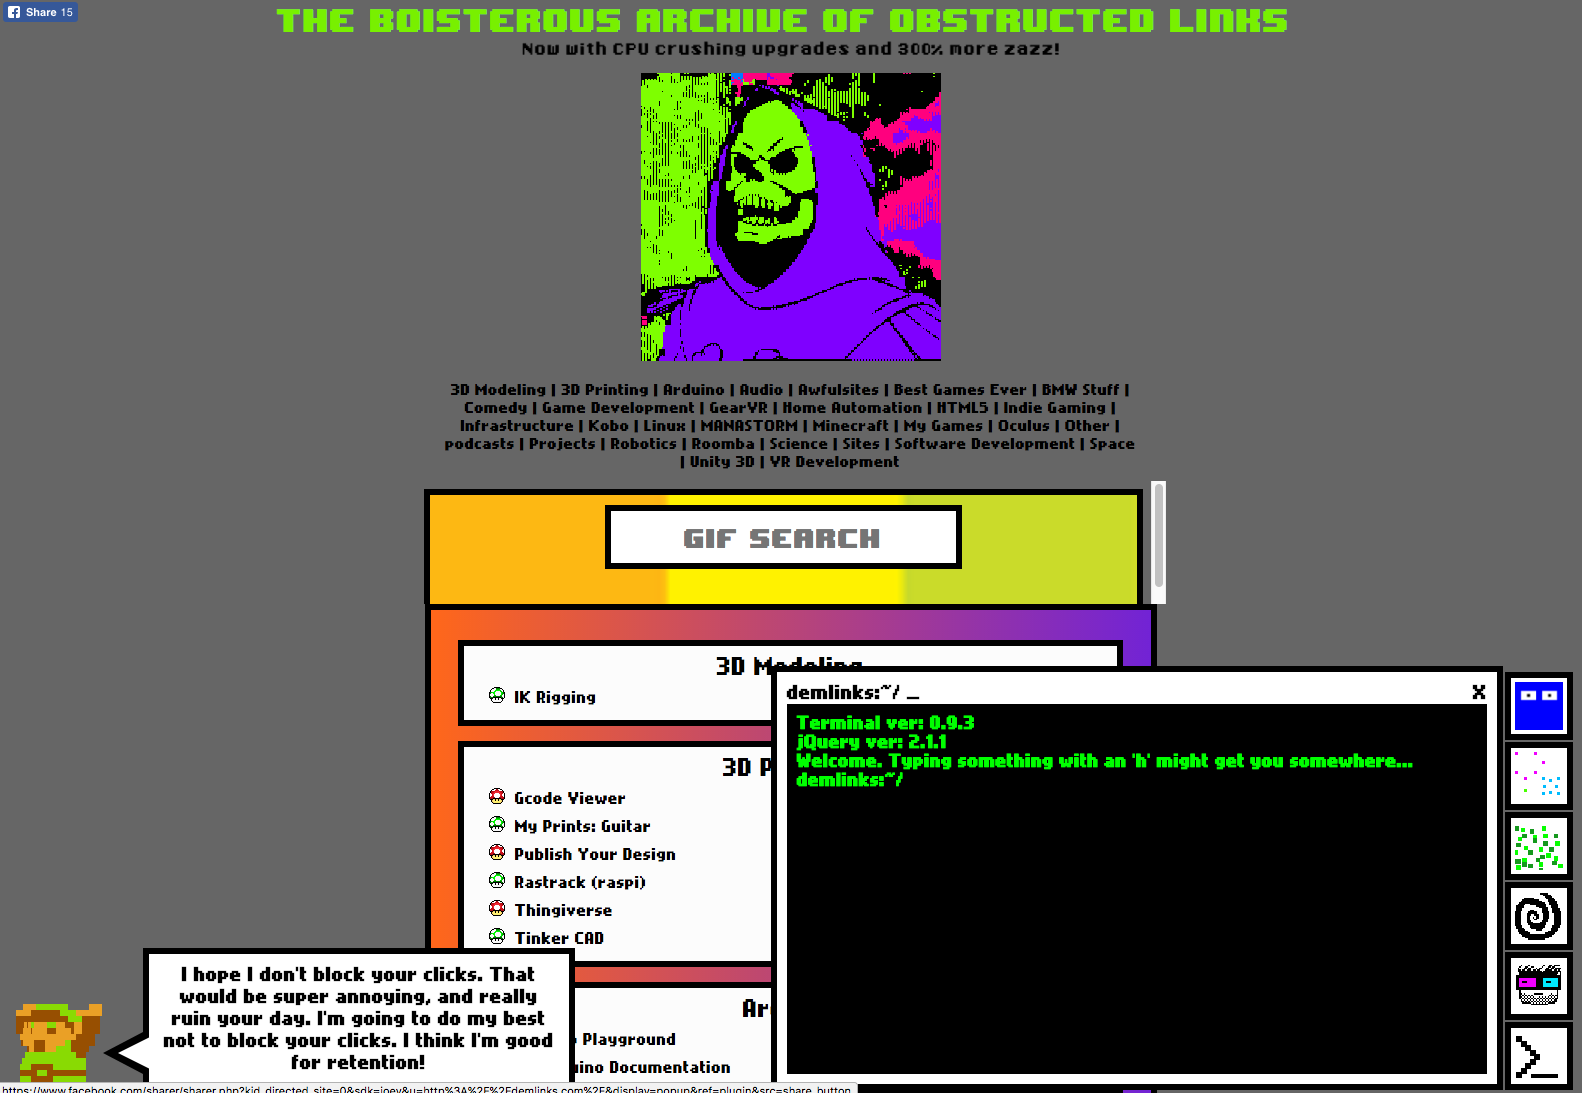 Share 15
THE BOISTEROUS ARCHIVE OF OBSTRUCTED LINKS
Now with CPU crushing upgrades and 300% more zazz!
3D Modeling | 3D Printing | Arduino | Audio | Awfulsites | Best Games Ever | BMW Stuff |
Comedy | Game Development | GearVR | Home Automation | HTML5 | Indie Gaming |
Infrastructure | Kobo | Linux | MANASTORM | Minecraft | My Games | Oculus | Other |
podcasts | Projects | Robotics | Roomba | Science | Sites | Software Development | Space
| Unity 3D | VR Development
GIF SEARCH
3D Modeling
IK Rigging
3D P
Gcode Viewer
My Prints: Guitar
Publish Your Design
Rastrack (raspi)
Thingiverse
Tinker CAD
Ar
Playground
uino Documentation
demlinks:~/ _
X
Terminal ver: 0.9.3
jQuery ver: 2.1.1
Welcome. Typing something with an 'h' might get you somewhere...
demlinks:~/
I hope I don't block your clicks. That
would be super annoying, and really
ruin your day. I'm going to do my best
not to block your clicks. I think I'm good
for retention!
https://www.facebook.com/sharer/sharer.php?kid_directed_site=0&sdk=joey&u=http%3A%2F%2Fdemlinks.com%2F&display=popup&ref=plugin&src=share_button